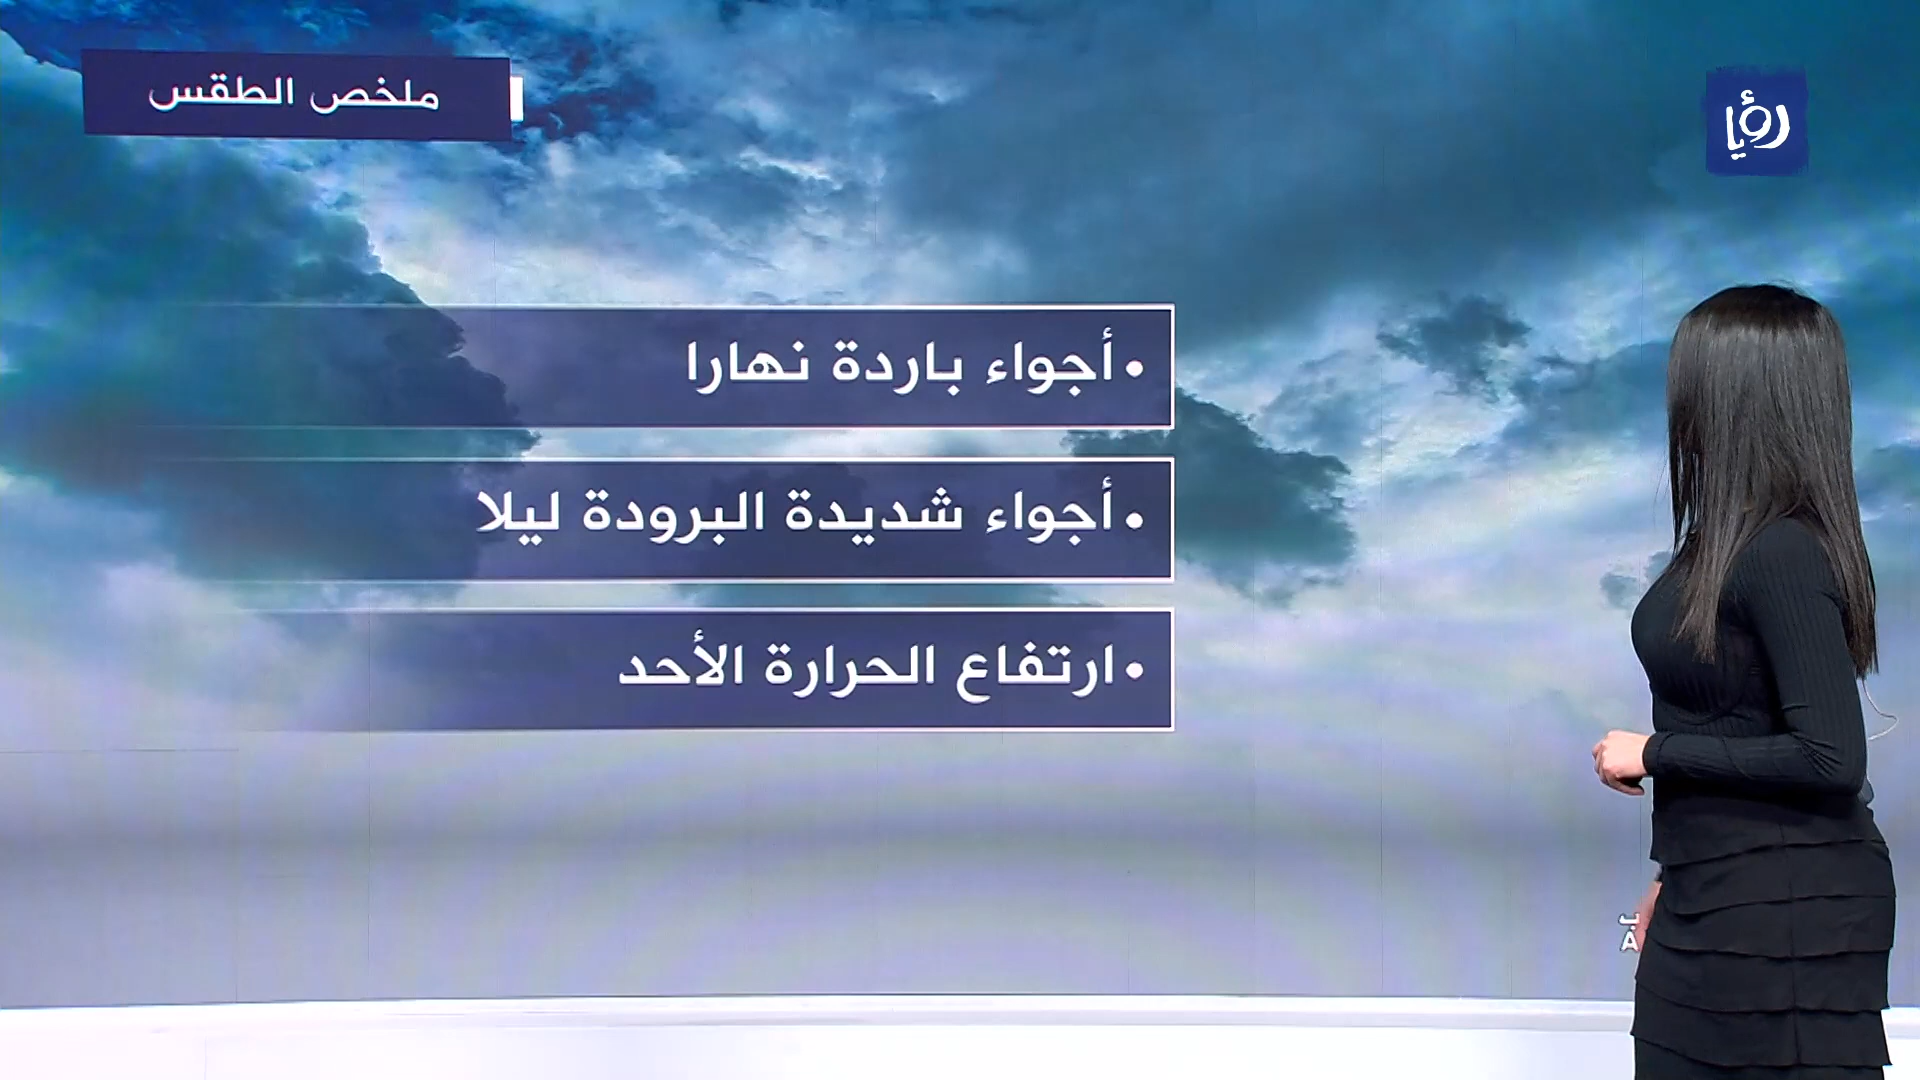 ملخص الطقس
رؤيا
• أجواء باردة نهارا
• أجواء شديدة البرودة ليلا
• ارتفاع الحرارة الأحد